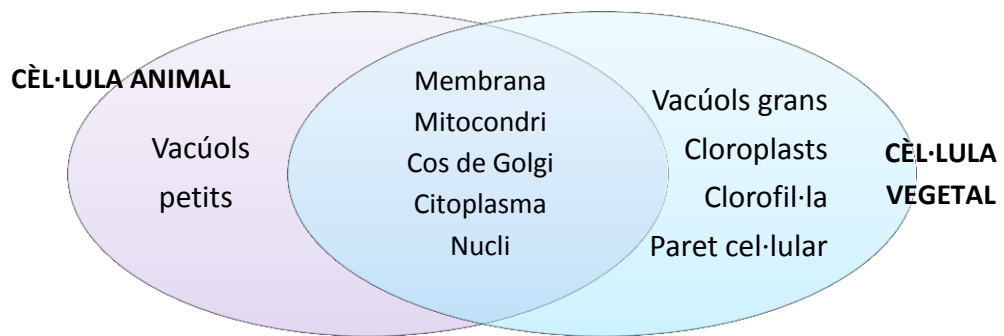 CÈL·LULA ANIMAL
Vacúols
petits
Membrana
Mitocondri
Cos de Golgi
Citoplasma
Nucli
Vacúols grans
Cloroplasts
Clorofil·la
Paret cel·lular
CÈL·LULA
VEGETAL